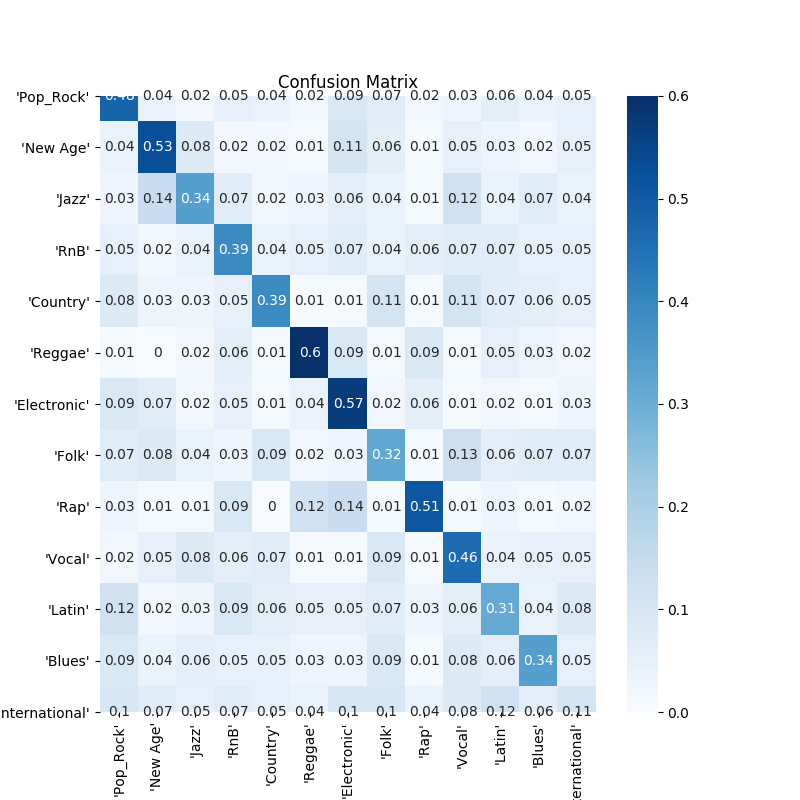 Confusion Matrix
'Pop_Rock' 0.48 0.04 0.02 0.05 0.04 0.02 0.09 0.07 0.02 0.03 0.06 0.04 0.05 0.6
'New Age' 0.04 0.53 0.08 0.02 0.02 0.01 0.11 0.06 0.01 0.05 0.03 0.02 0.05
'Jazz' 0.03 0.14 0.34 0.07 0.02 0.03 0.06 0.04 0.01 0.12 0.04 0.07 0.04 0.5
'RnB' 0.05 0.02 0.04 0.39 0.04 0.05 0.07 0.04 0.06 0.07 0.07 0.05 0.05
'Country' 0.08 0.03 0.03 0.05 0.39 0.01 0.01 0.11 0.01 0.11 0.07 0.06 0.05 0.4
'Reggae' 0.01 0 0.02 0.06 0.01 0.6 0.09 0.01 0.09 0.01 0.05 0.03 0.02
'Electronic' 0.09 0.07 0.02 0.05 0.01 0.04 0.57 0.02 0.06 0.01 0.02 0.01 0.03 0.3
'Folk' 0.07 0.08 0.04 0.03 0.09 0.02 0.03 0.32 0.01 0.13 0.06 0.07 0.07
'Rap' 0.03 0.01 0.01 0.09 0 0.12 0.14 0.01 0.51 0.01 0.03 0.01 0.02 0.2
'Vocal' 0.02 0.05 0.08 0.06 0.07 0.01 0.01 0.09 0.01 0.46 0.04 0.05 0.05
'Latin' 0.12 0.02 0.03 0.09 0.06 0.05 0.05 0.07 0.03 0.06 0.31 0.04 0.08 0.1
'Blues' 0.09 0.04 0.06 0.05 0.05 0.03 0.03 0.09 0.01 0.08 0.06 0.34 0.05
nternational' 0.1 0.07 0.05 0.07 0.05 0.04 0.1 0.1 0.04 0.08 0.12 0.06 0.11 0.0
'Pop_Rock' 'New Age' 'Jazz' 'RnB' 'Country' 'Reggae' 'Electronic' 'Folk' 'Rap' 'Vocal' 'Latin' 'Blues' ernational'